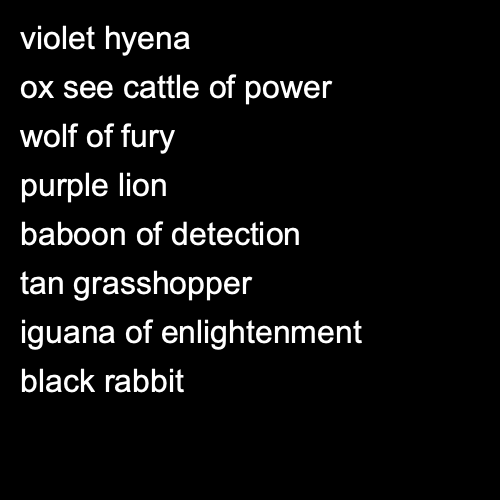 violet hyena
ox see cattle of power
wolf of fury
purple lion
baboon of detection
tan grasshopper
iguana of enlightenment
black rabbit